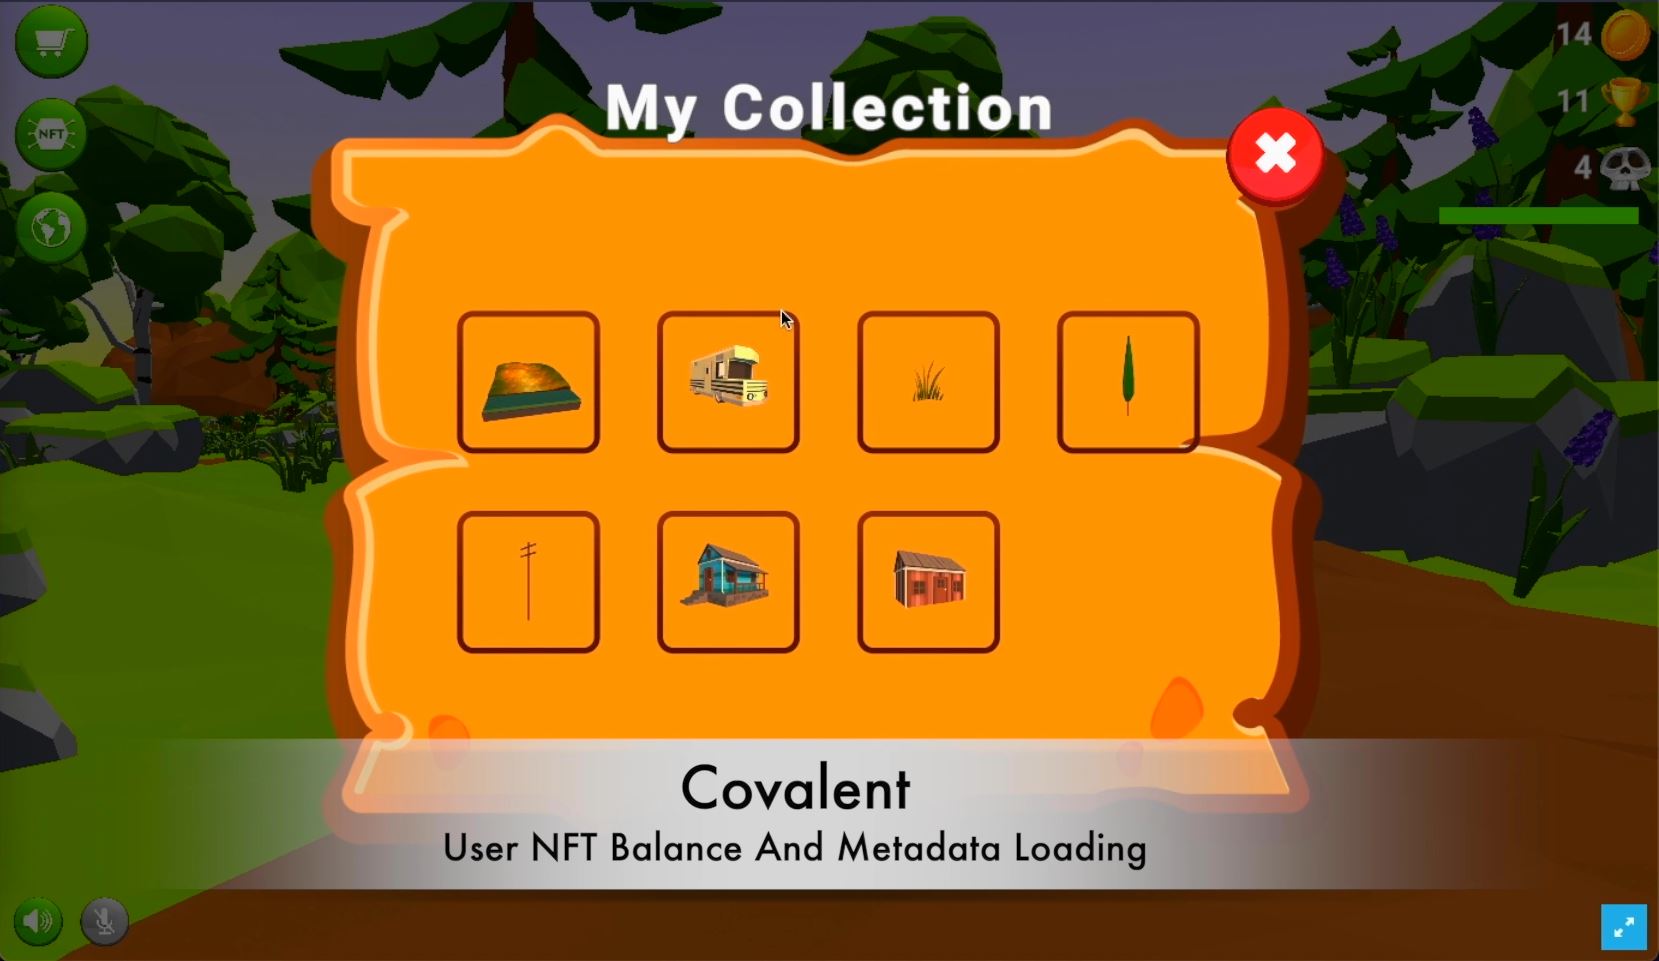 My Collection
14
NFT
11
4
Covalent
User NFT Balance And Metadata Loading